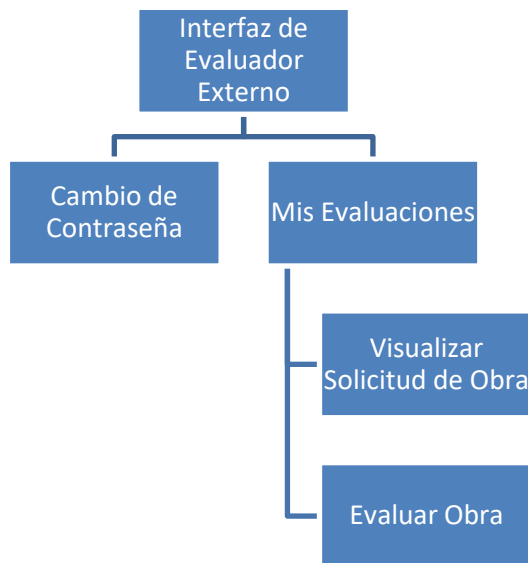 Interfaz de
Evaluador
Externo
Cambio de
Contraseña
Mis Evaluaciones
Visualizar
Solicitud de Obra
Evaluar Obra